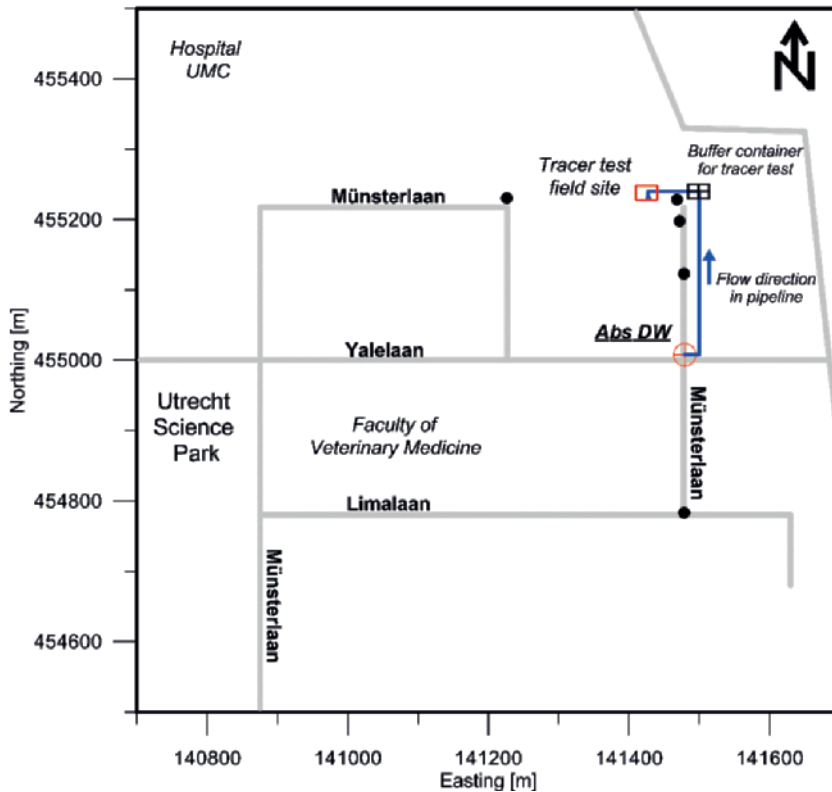 Hospital
UMC
N
455400
Buffer container
for tracer test
Tracer test
field site
Münsterlaan
455200
Flow direction
in pipeline
Abs DW
Yalelaan
455000
Northing [m]
Utrecht
Science
Park
Faculty of
Veterinary Medicine
Münsterlaan
454800
Limalaan
Münsterlaan
454600
140800
141000
141200
141400
141600
Easting [m]